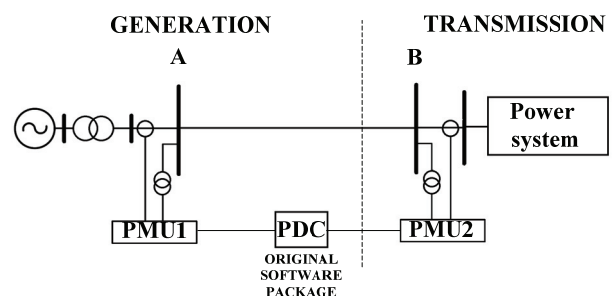 GENERATION
TRANSMISSION
A
B
Power
system
PMU1
PDC
PMU2
ORIGINAL
SOFTWARE
PACKAGE